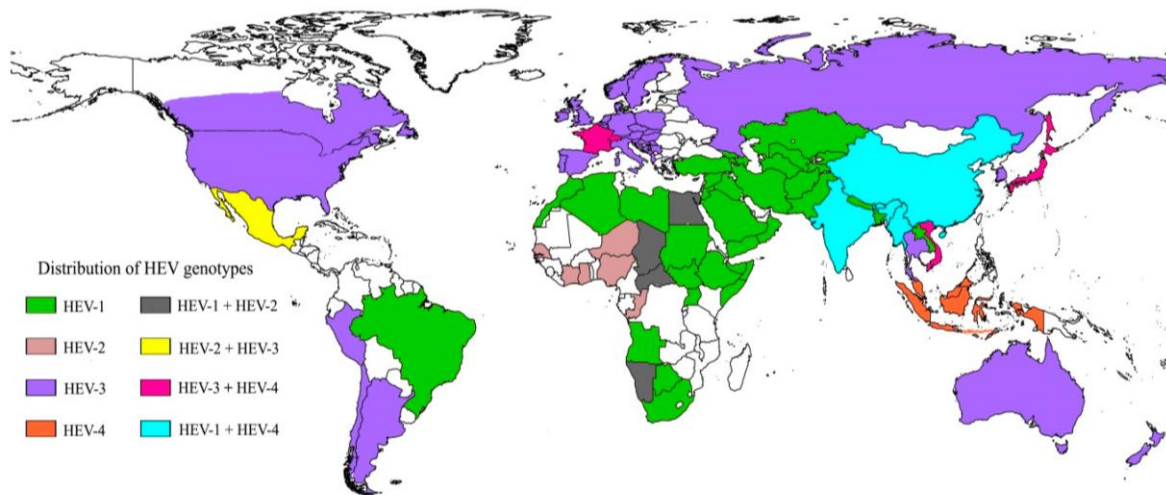 Distribution of HEV genotypes
HEV-1
HEV-1 + HEV-2
HEV-2
HEV-2 + HEV-3
HEV-3
HEV-3 + HEV-4
HEV-4
HEV-1 + HEV-4